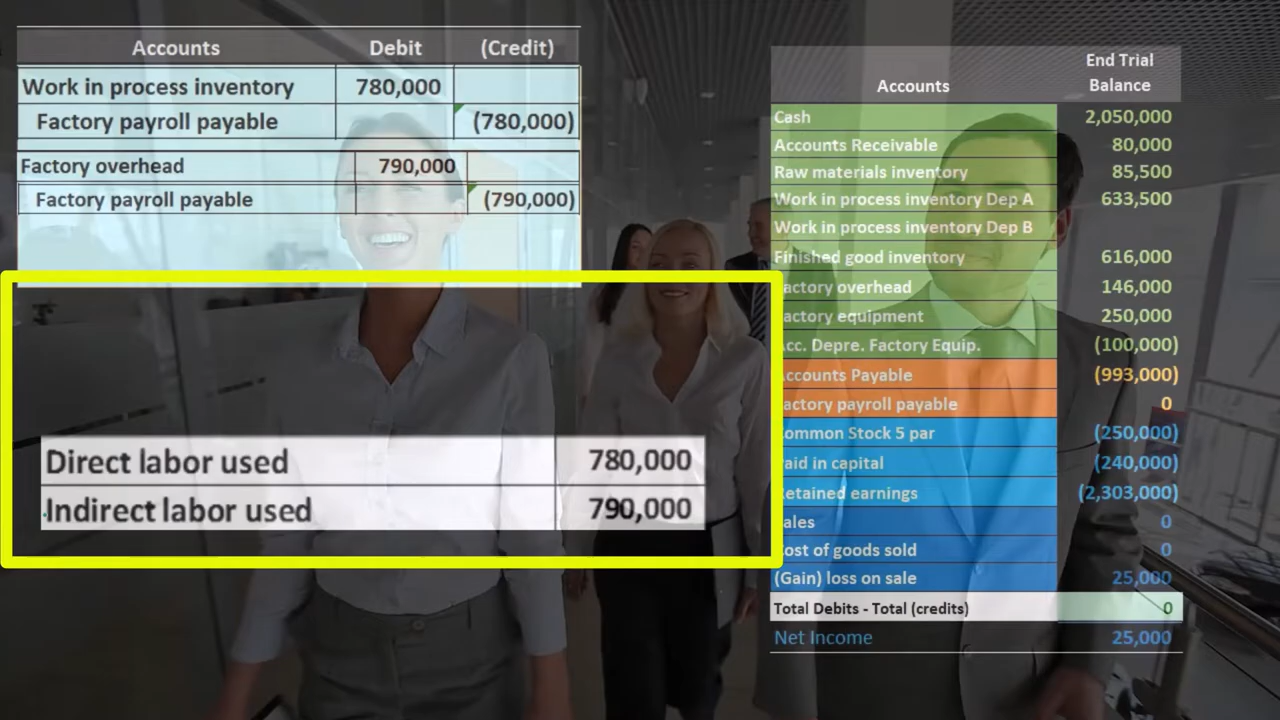 Accounts Debit (Credit)
Work in process inventory 780,000
Factory payroll payable (780,000)
Factory overhead 790,000
Factory payroll payable (790,000)
Direct labor used 780,000
Indirect labor used 790,000
End Trial
Accounts Balance
Cash 2,050,000
Accounts Receivable 80,000
Raw materials inventory 85,500
Work in process inventory Dep A 633,500
Work in process inventory Dep B
Finished good inventory 616,000
actory overhead 146,000
actory equipment 250,000
cc. Depre. Factory Equip. (100,000)
ccounts Payable (993,000)
actory payroll payable 0
ommon Stock 5 par (250,000)
aid in capital (240,000)
etained earnings (2,303,000)
ales 0
ost of goods sold 0
(Gain) loss on sale 25,000
Total Debits - Total (credits) 0
Net Income 25,000